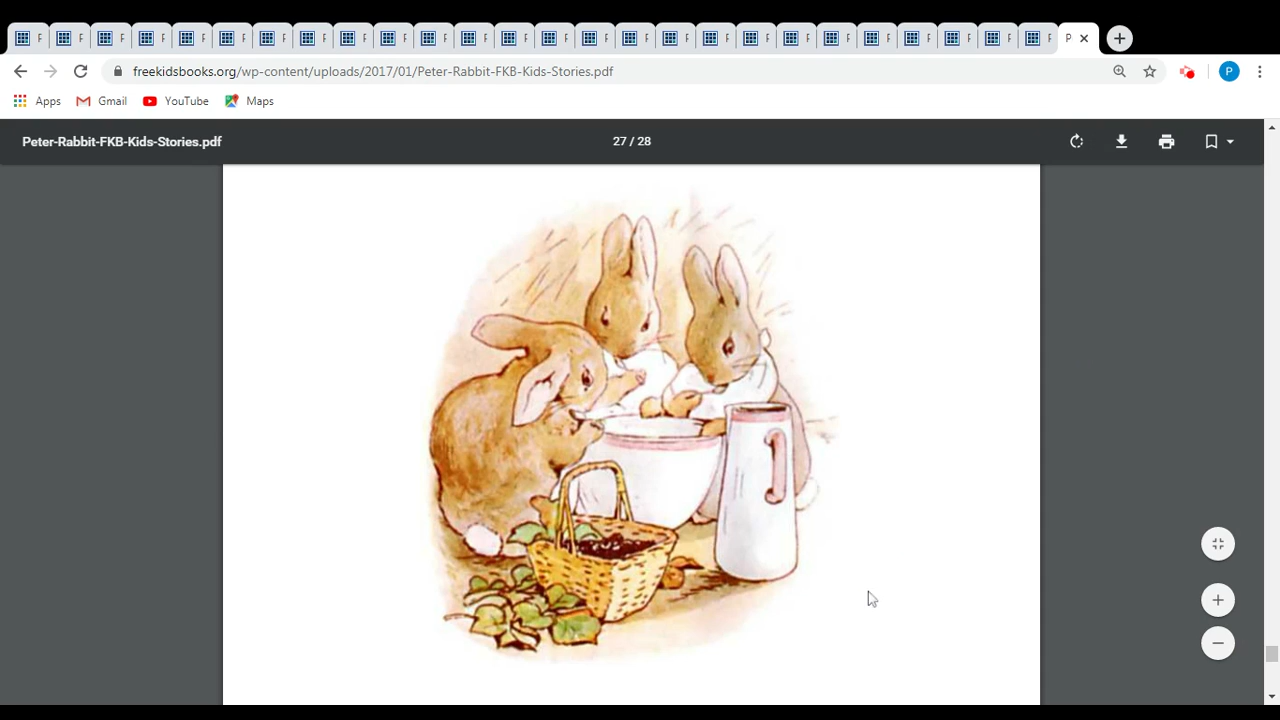 P
freekidsbooks.org/wp-content/uploads/2017/01/Peter-Rabbit-FKB-Kids-Stories.pdf
P
Apps Gmail YouTube Maps
Peter-Rabbit-FKB-Kids-Stories.pdf 27 / 28